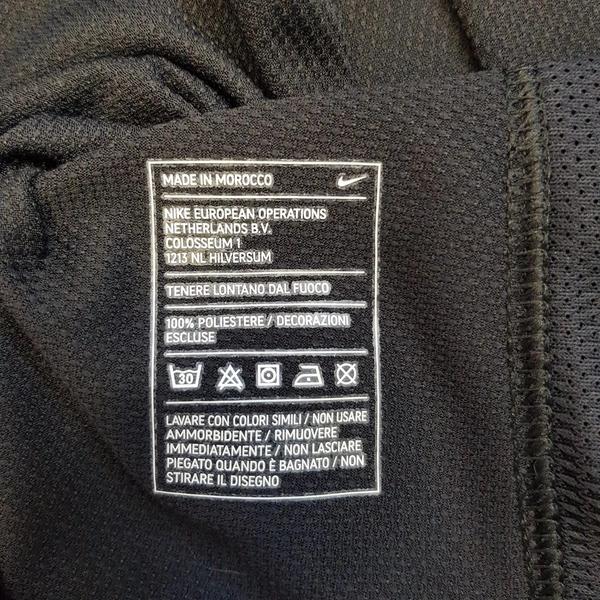 MADE IN MOROCCO
NIKE EUROPEAN OPERATIONS
NETHERLANDS B.V.
COLOSSEUM 1
1213 NL HILVERSUM
TENERE LONTANO DAL FUOCO
100% POLIESTERE / DECORAZIONI
ESCLUSE
30
LAVARE CON COLORI SIMILI / NON USARE
AMMORBIDENTE / RIMUOVERE
IMMEDIATAMENTE / NON LASCIARE
PIEGATO QUANDO È BAGNATO / NON
STIRARE IL DISEGNO